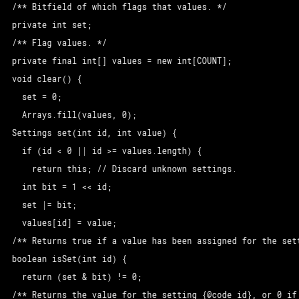 /** Bitfield of which flags that values. */
private int set;
/** Flag values. */
private final int[] values = new int[COUNT];
void clear() {
set = 0;
Arrays.fill(values, 0);
Settings set(int id, int value) {
if (id < 0 || id >= values.length) {
return this; // Discard unknown settings.
int bit = 1 << id;
set |= bit;
values[id] = value;
/** Returns true if a value has been assigned for the set
boolean isSet(int id) {
return (set & bit) != 0;
/** Returns the value for the setting {@code id}, or 0 if